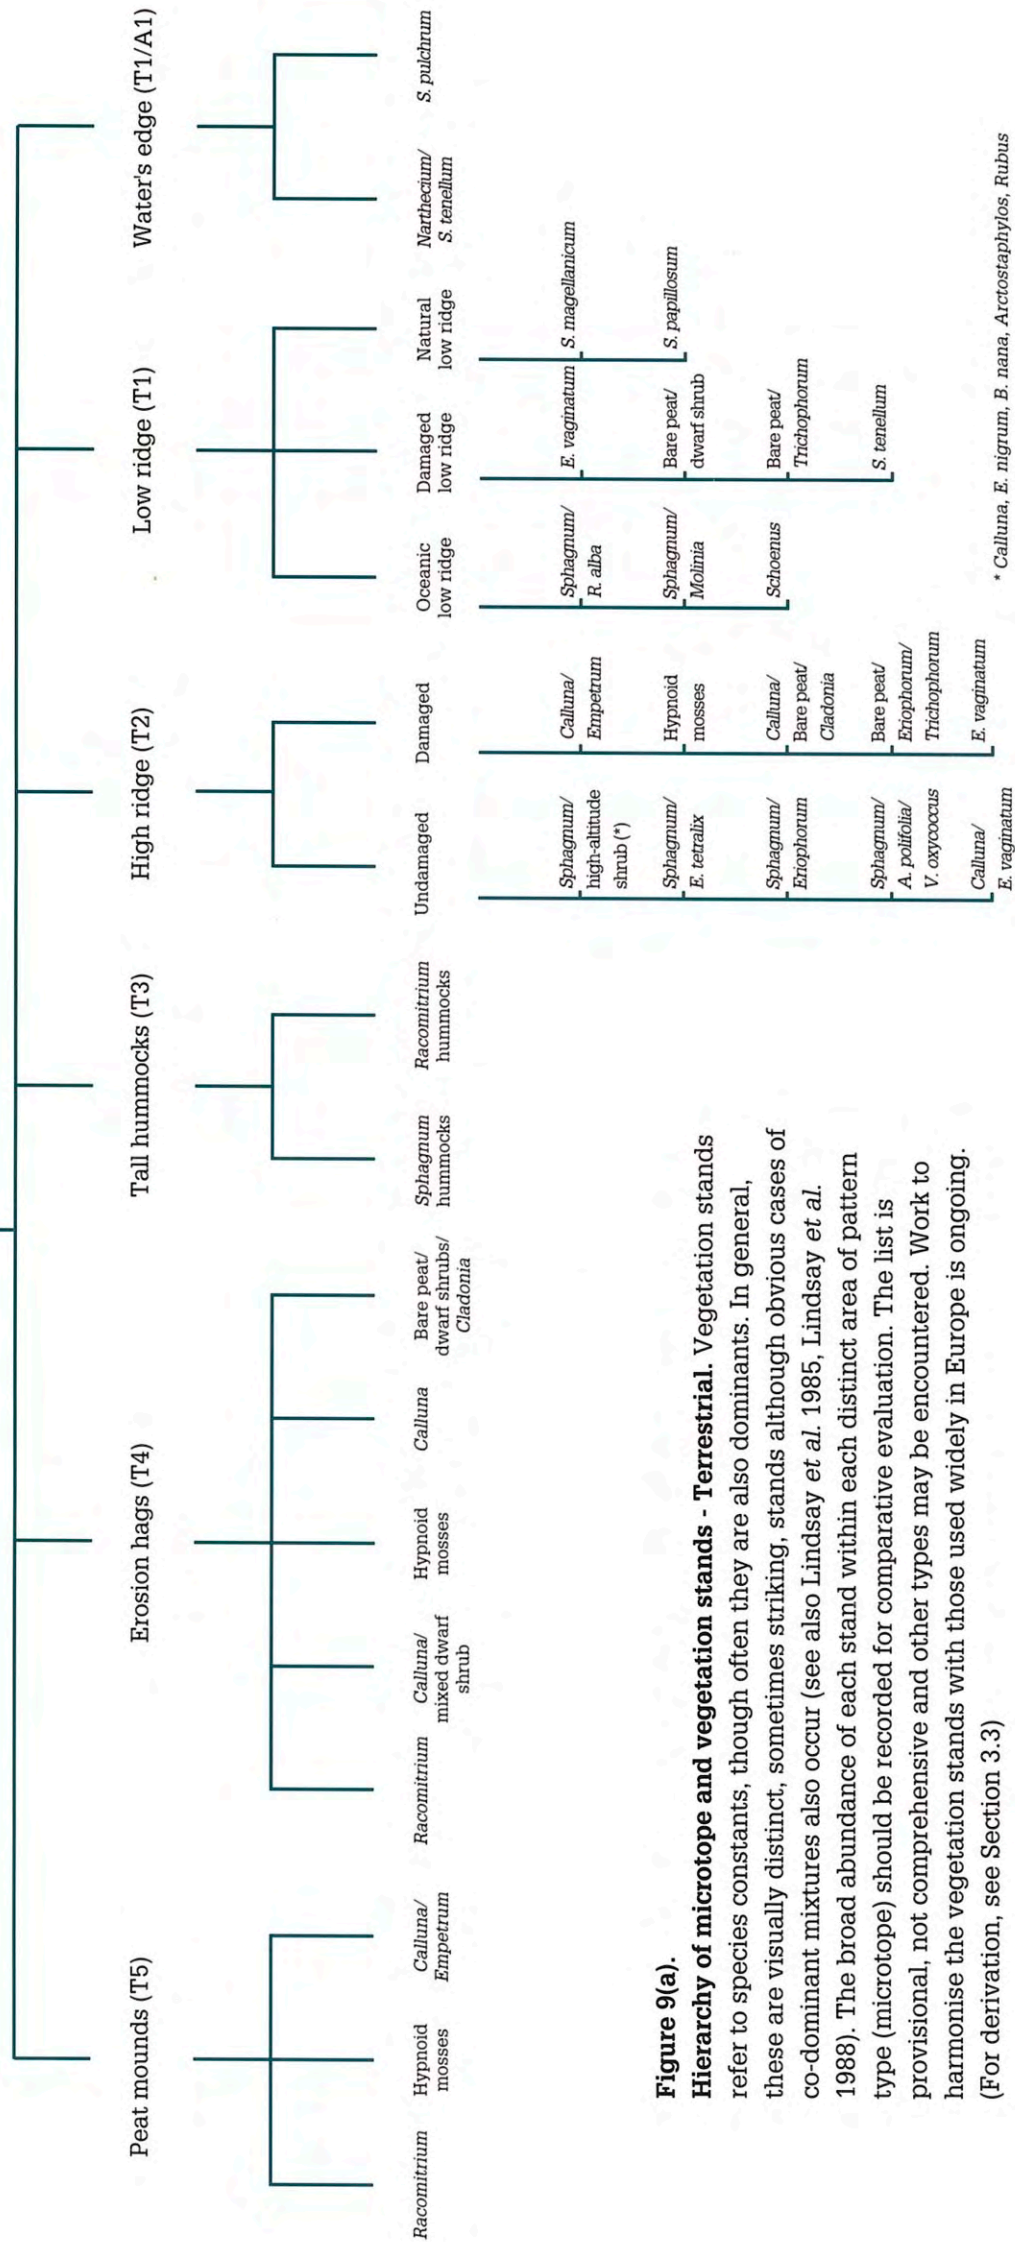 Peat mounds (T5)
Erosion hags (T4)
Tall hummocks (T3)
High ridge (T2)
Low ridge (T1)
Water's edge (T1/A1)
Racomitrium
Hypnoid
mosses
Calluna/
Empetrum
Racomitrium
Calluna/
mixed dwarf
shrub
Hypnoid
mosses
Calluna
Bare peat/
dwarf shrubs/
Cladonia
Sphagnum
hummocks
Racomitrium
hummocks
Undamaged
Sphagnum/
high-altitude
shrub (*)
Sphagnum/
E. tetralix
Sphagnum/
Eriophorum
Sphagnum/
A. polifolia/
V. oxycoccus
Calluna/
E. vaginatum
Damaged
Calluna/
Empetrum
Hypnoid
mosses
Calluna/
Bare peat/
Cladonia
Bare peat/
Eriophorum/
Trichophorum
E. vaginatum
Oceanic
low ridge
Sphagnum/
R. alba
Sphagnum/
Molinia
Schoenus
Damaged
low ridge
E. vaginatum
Bare peat/
dwarf shrub
Bare peat/
Trichophorum
S. tenellum
Natural
low ridge
S. magellanicum
S. papillosum
Narthecium/
S. tenellum
S. pulchrum
* Calluna, E. nigrum, B. nana, Arctostaphylos, Rubus
Figure 9(a).
Hierarchy of microtope and vegetation stands - Terrestrial. Vegetation stands
refer to species constants, though often they are also dominants. In general,
these are visually distinct, sometimes striking, stands although obvious cases of
co-dominant mixtures also occur (see also Lindsay et al. 1985, Lindsay et al.
1988). The broad abundance of each stand within each distinct area of pattern
type (microtope) should be recorded for comparative evaluation. The list is
provisional, not comprehensive and other types may be encountered. Work to
harmonise the vegetation stands with those used widely in Europe is ongoing.
(For derivation, see Section 3.3)